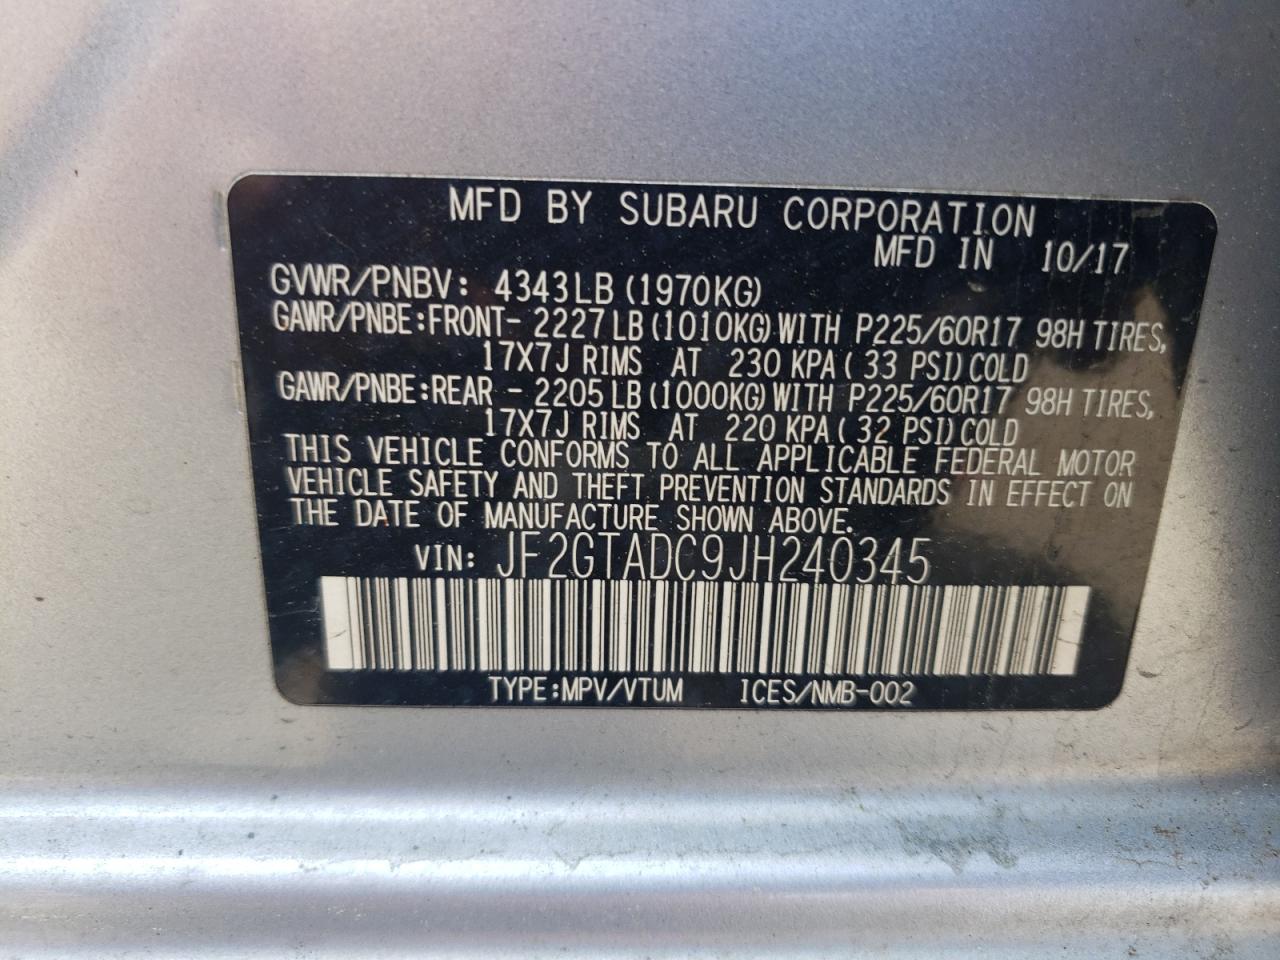 MFD BY SUBARU CORPORATION
MFD IN 10/17
GVWR/PNBV: 4343LB (1970KG)
GAWR/PNBE:FRONT- 2227 LB (1010KG) WITH P225/60R17 98H TIRES,
17X7J RIMS AT 230 KPA ( 33 PSI) COLD
GAWR/PNBE:REAR - 2205 LB (1000KG) WITH P225/60R17 98H TIRES,
17X7J RIMS AT 220 KPA ( 32 PSI) COLD
THIS VEHICLE CONFORMS TO ALL APPLICABLE FEDERAL MOTOR
VEHICLE SAFETY AND THEFT PREVENTION STANDARDS IN EFFECT ON
THE DATE OF MANUFACTURE SHOWN ABOVE.
VIN: JF2GTADC9JH240345
TYPE:MPV/VTUM ICES/NMB-002